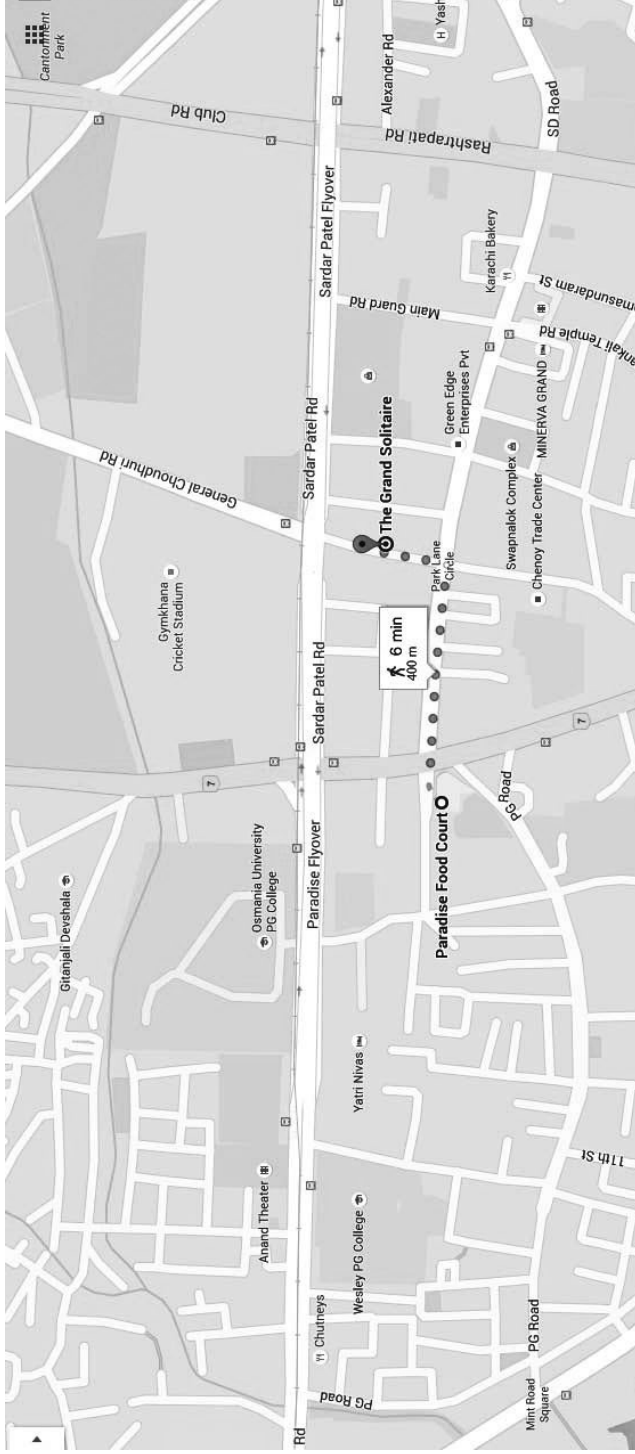 Cantonment
Park
Club Rd
Alexander Rd
Yash
Rashtrapati Rd
SD Road
Sardar Patel Flyover
Karachi Bakery
Main Guard Rd
General Choudhuri Rd
Sardar Patel Rd
The Grand Solitaire
Green Edge
Enterprises Pvt
MINERVA GRAND
Swapnalok Complex
Chenoy Trade Center
Park Lane
Circle
Gymkhana
Cricket Stadium
6 min
400 m
Sardar Patel Rd
7
7
PG Road
Paradise Food Court
Paradise Flyover
Osmania University
PG College
Gitanjali Devshala
Yatri Nivas
11th St
Anand Theater
Wesley PG College
Chutneys
PG Road
PG Road
Mint Road
Square
Rd